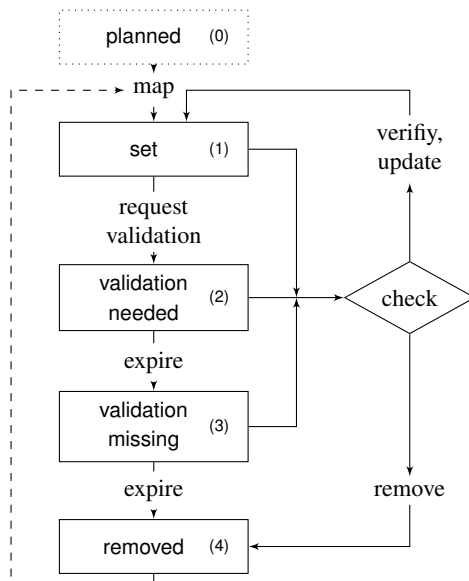 planned (0)
map
set (1)
verifiy,
update
request
validation
validation
needed (2)
check
expire
validation
missing (3)
expire
remove
removed (4)